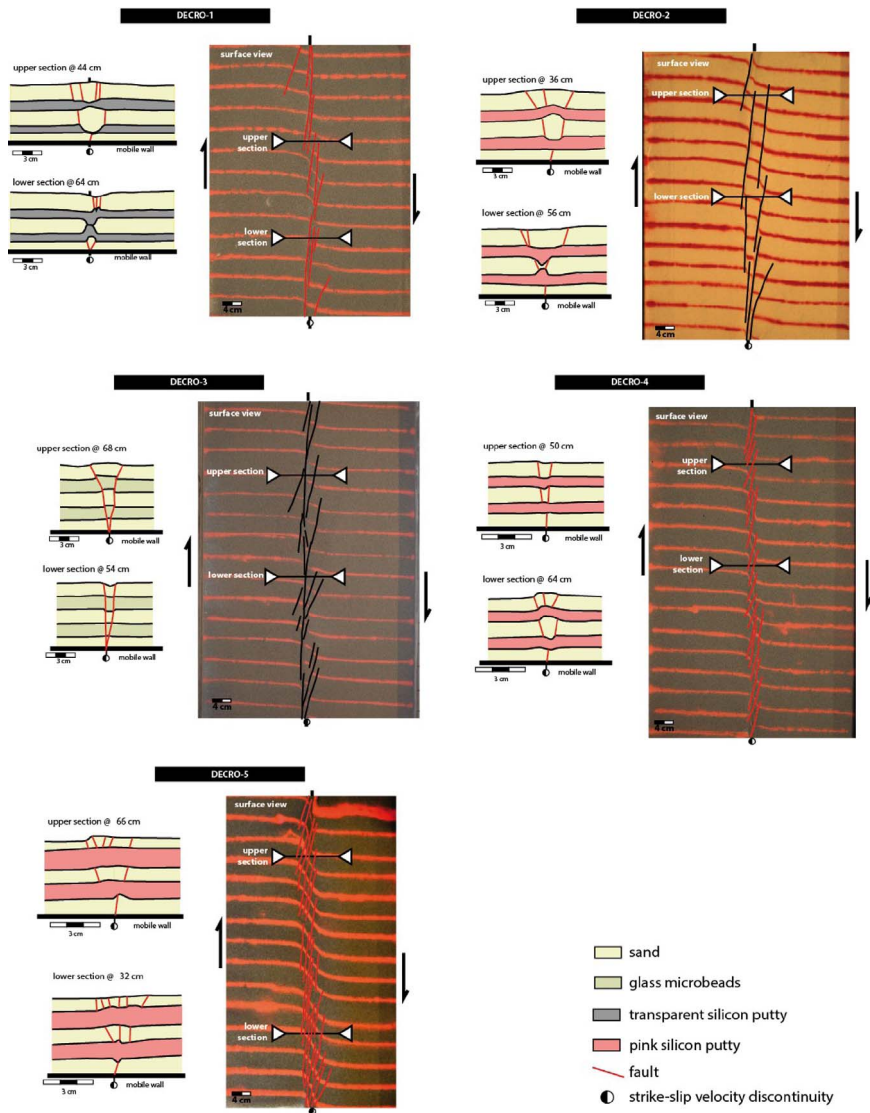 DECRO-1
upper section @ 44 cm
3 cm
mobile wall
lower section @ 64 cm
3 cm
mobile wall
surface view
upper
section
lower
section
4 cm
DECRO-2
upper section @ 36 cm
3 cm
mobile wall
lower section @ 56 cm
3 cm
mobile wall
surface view
upper section
lower section
4 cm
DECRO-3
upper section @ 68 cm
3 cm
mobile wall
lower section @ 54 cm
3 cm
mobile wall
surface view
upper section
lower section
4 cm
DECRO-4
upper section @ 50 cm
3 cm
mobile wall
lower section @ 64 cm
3 cm
mobile wall
surface view
upper
section
lower
section
4 cm
DECRO-5
upper section @ 66 cm
3 cm
mobile wall
lower section @ 32 cm
3 cm
mobile wall
surface view
upper
section
lower
section
4 cm
sand
glass microbeads
transparent silicon putty
pink silicon putty
fault
strike-slip velocity discontinuity